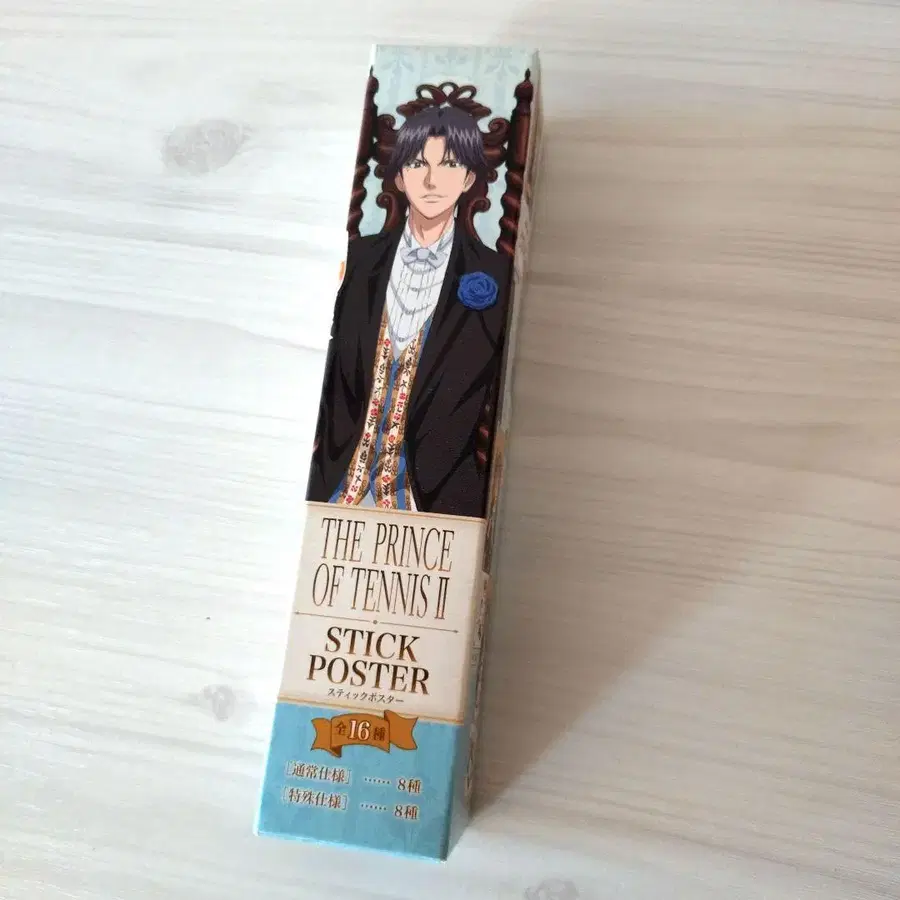 THE PRINCE
OF TENNIS II
STICK
POSTER
スティックポスター
全16種
[通常仕様] …… 8種
[特殊仕様] …… 8種